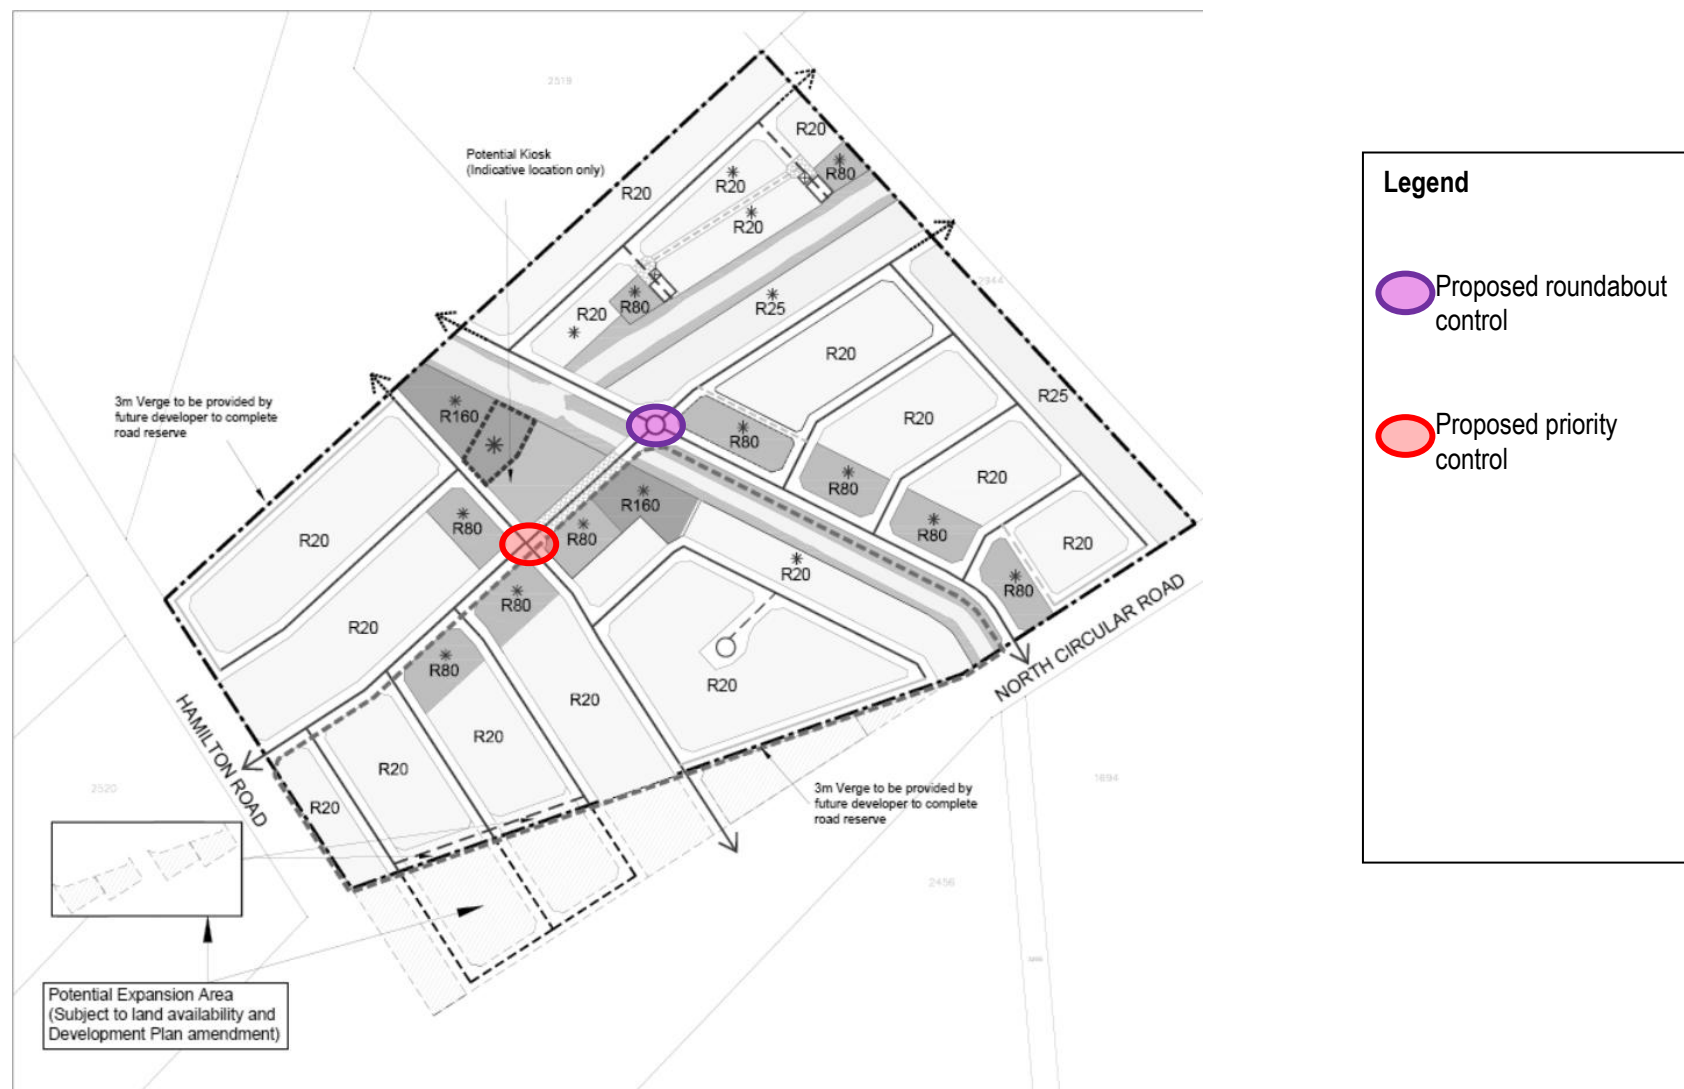 2519
R20
Potential Kiosk
(Indicative location only)
R80
R20
R20
R20
2944
R80
R25
R20
R20
R25
3m Verge to be provided by
future developer to complete
road reserve
R160
R80
R20
R80
R20
R160
R80
R20
R80
R80
R20
R80
R20
R80
R20
R80
R20
R80
NORTH CIRCULAR ROAD
R20
R20
HAMILTON ROAD
R20
R20
R20
3m Verge to be provided by
future developer to complete
road reserve
1694
2520
2456
Potential Expansion Area
(Subject to land availability and
Development Plan amendment)
Legend
Proposed roundabout
control
Proposed priority
control